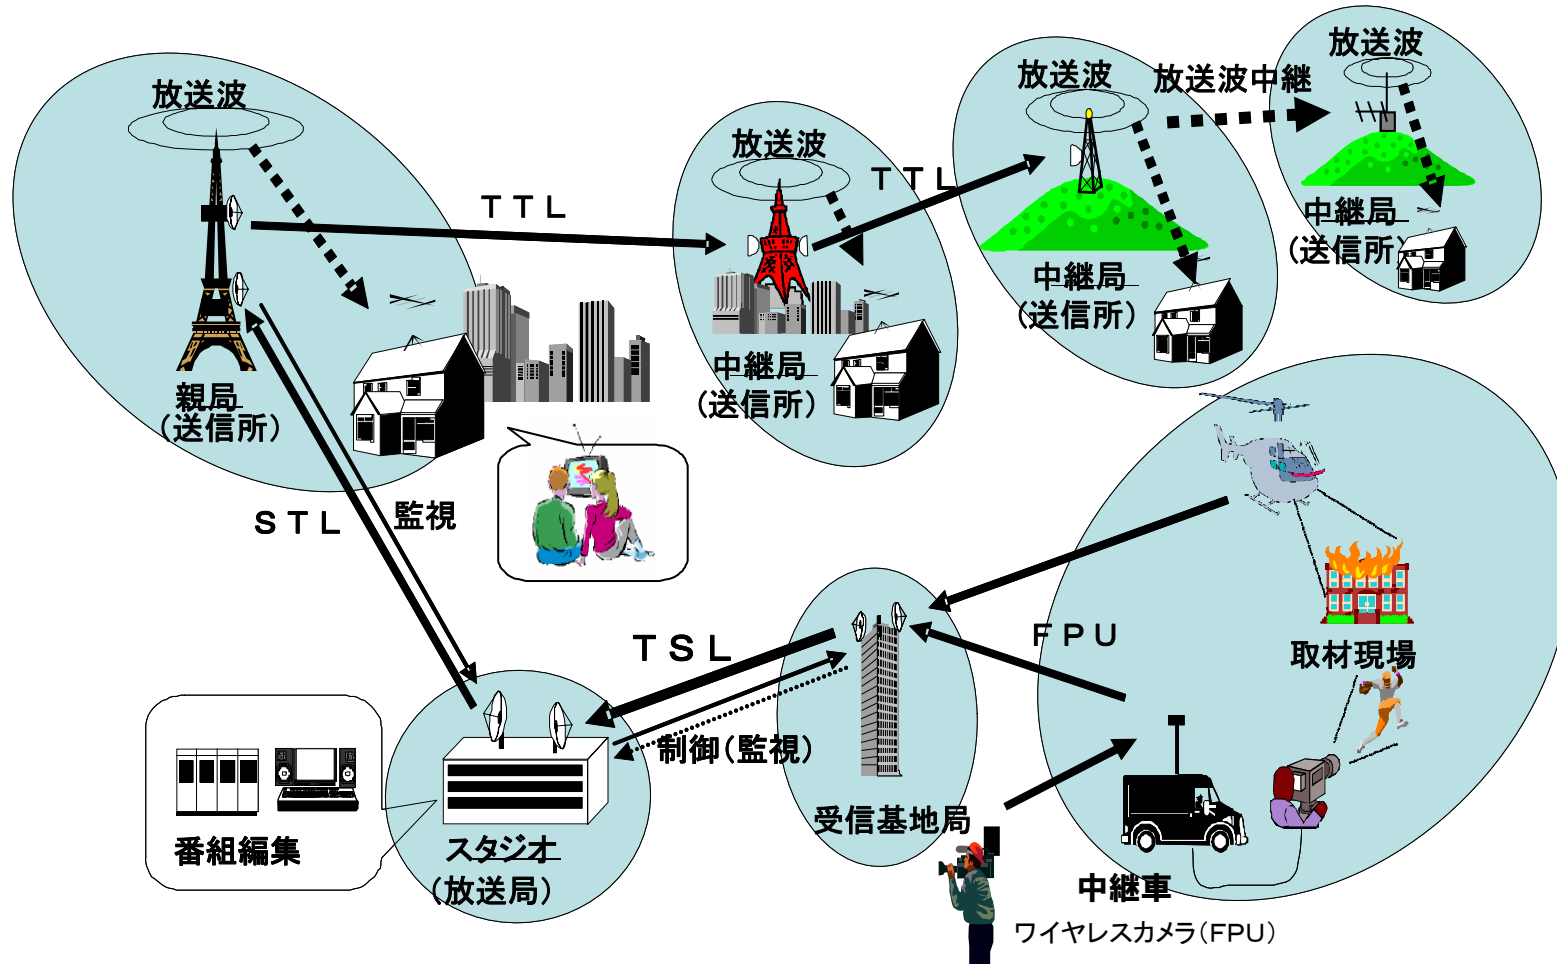 放送波
放送波
放送波
放送波中継
放送波
ＴＴＬ
ＴＴＬ
中継局
(送信所)
中継局
(送信所)
中継局
(送信所)
親局
(送信所)
ＳＴＬ
監視
ＴＳＬ
ＦＰＵ
取材現場
制御(監視)
受信基地局
番組編集
スタジオ
(放送局)
中継車
ワイヤレスカメラ(FPU)